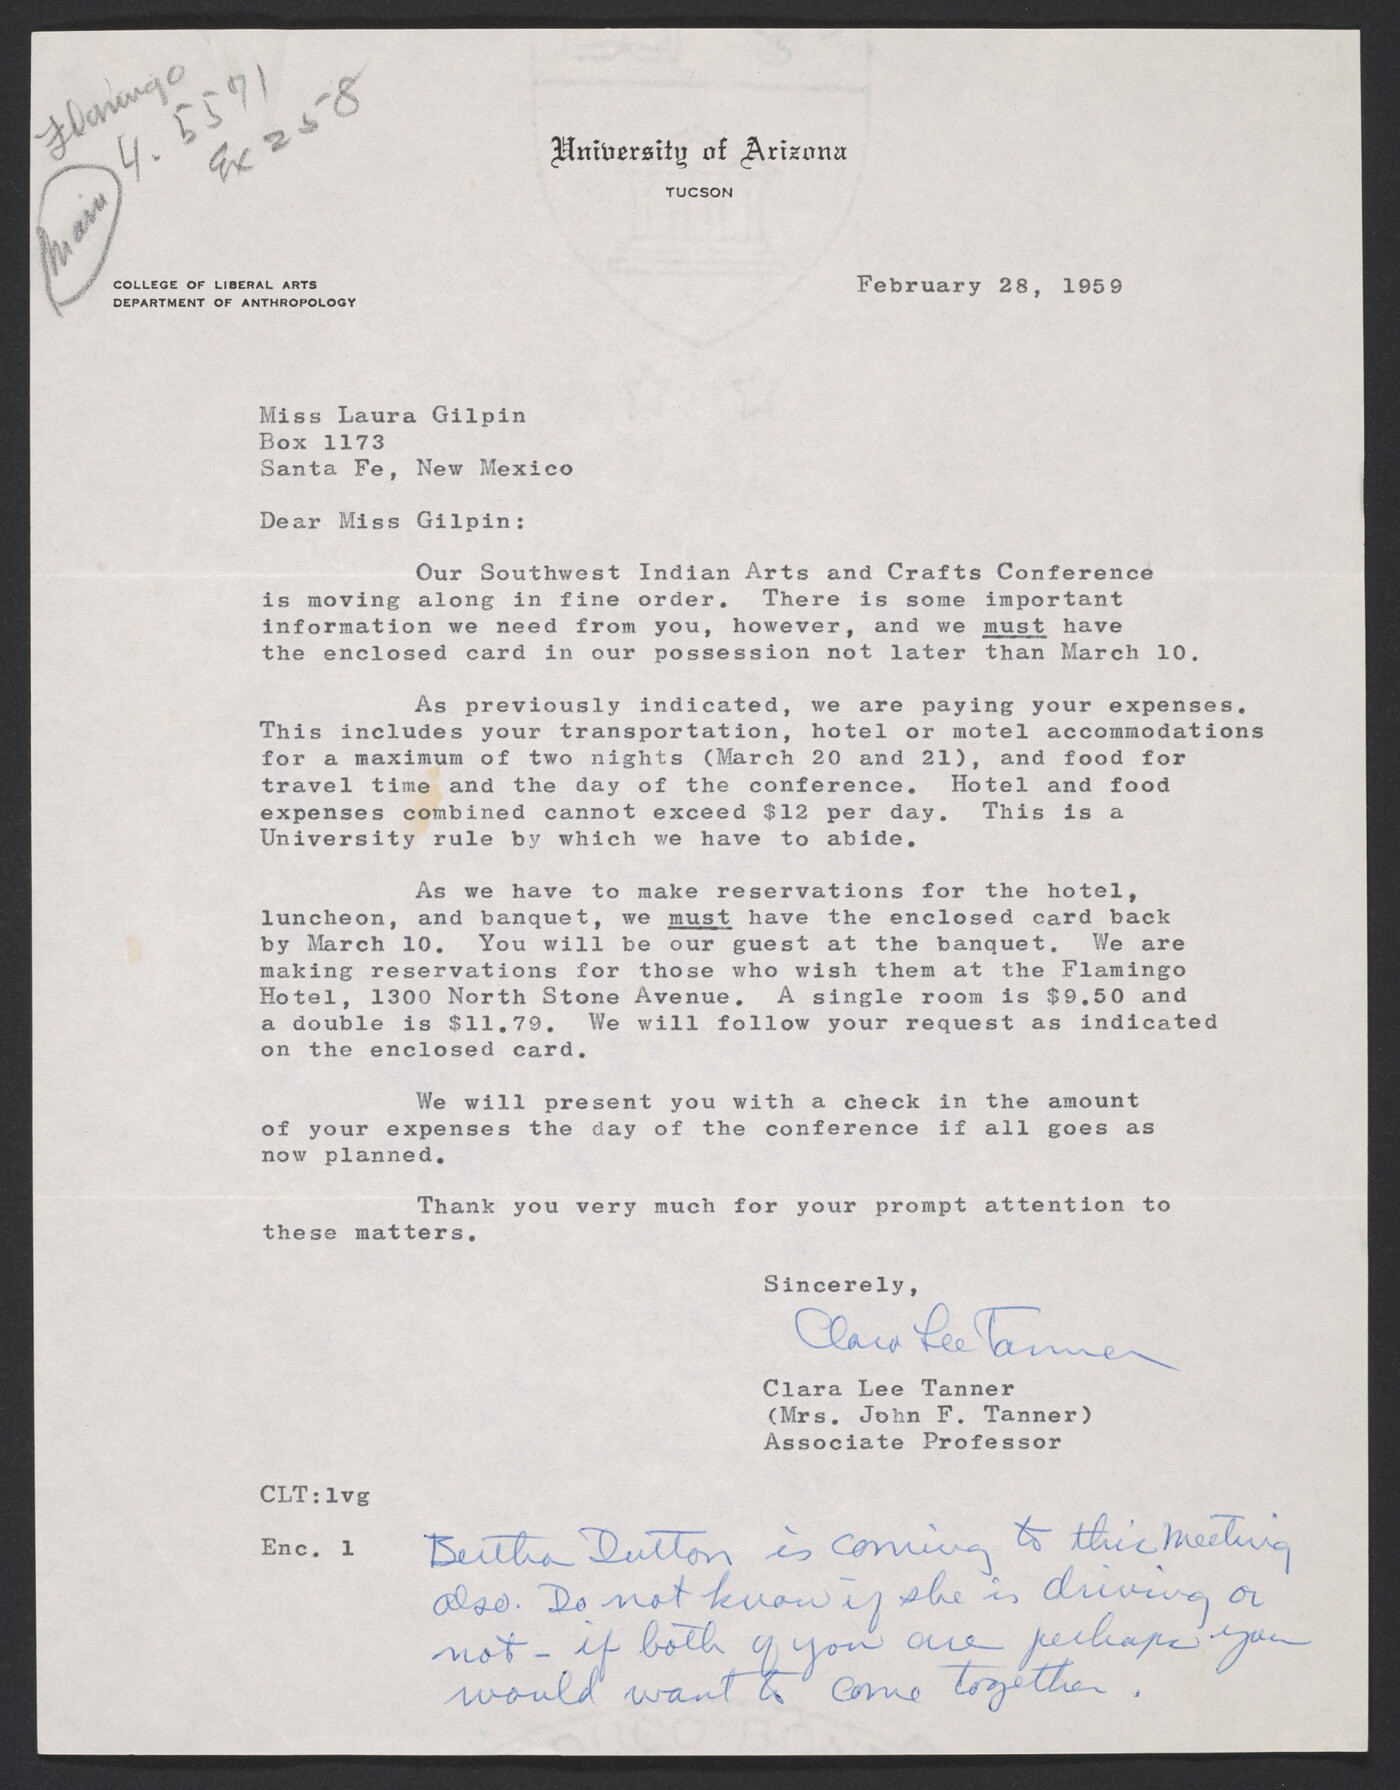 Flamingo
4. 5571
Ex 258
Main
University of Arizona
TUCSON
COLLEGE OF LIBERAL ARTS
DEPARTMENT OF ANTHROPOLOGY
February 28, 1959
Miss Laura Gilpin
Box 1173
Santa Fe, New Mexico
Dear Miss Gilpin:
Our Southwest Indian Arts and Crafts Conference
is moving along in fine order. There is some important
information we need from you, however, and we must have
the enclosed card in our possession not later than March 10.
As previously indicated, we are paying your expenses.
This includes your transportation, hotel or motel accommodations
for a maximum of two nights (March 20 and 21), and food for
travel time and the day of the conference. Hotel and food
expenses combined cannot exceed $12 per day. This is a
University rule by which we have to abide.
As we have to make reservations for the hotel,
luncheon, and banquet, we must have the enclosed card back
by March 10. You will be our guest at the banquet. We are
making reservations for those who wish them at the Flamingo
Hotel, 1300 North Stone Avenue. A single room is $9.50 and
a double is $11.79. We will follow your request as indicated
on the enclosed card.
We will present you with a check in the amount
of your expenses the day of the conference if all goes as
now planned.
Thank you very much for your prompt attention to
these matters.
Sincerely,
Clara Lee Tanner
Clara Lee Tanner
(Mrs. John F. Tanner)
Associate Professor
CLT:lvg
Enc. 1
Bertha Dutton is coming to this meeting
also. Do not know if she is driving or
not - if both of you are perhaps you
would want to come together.